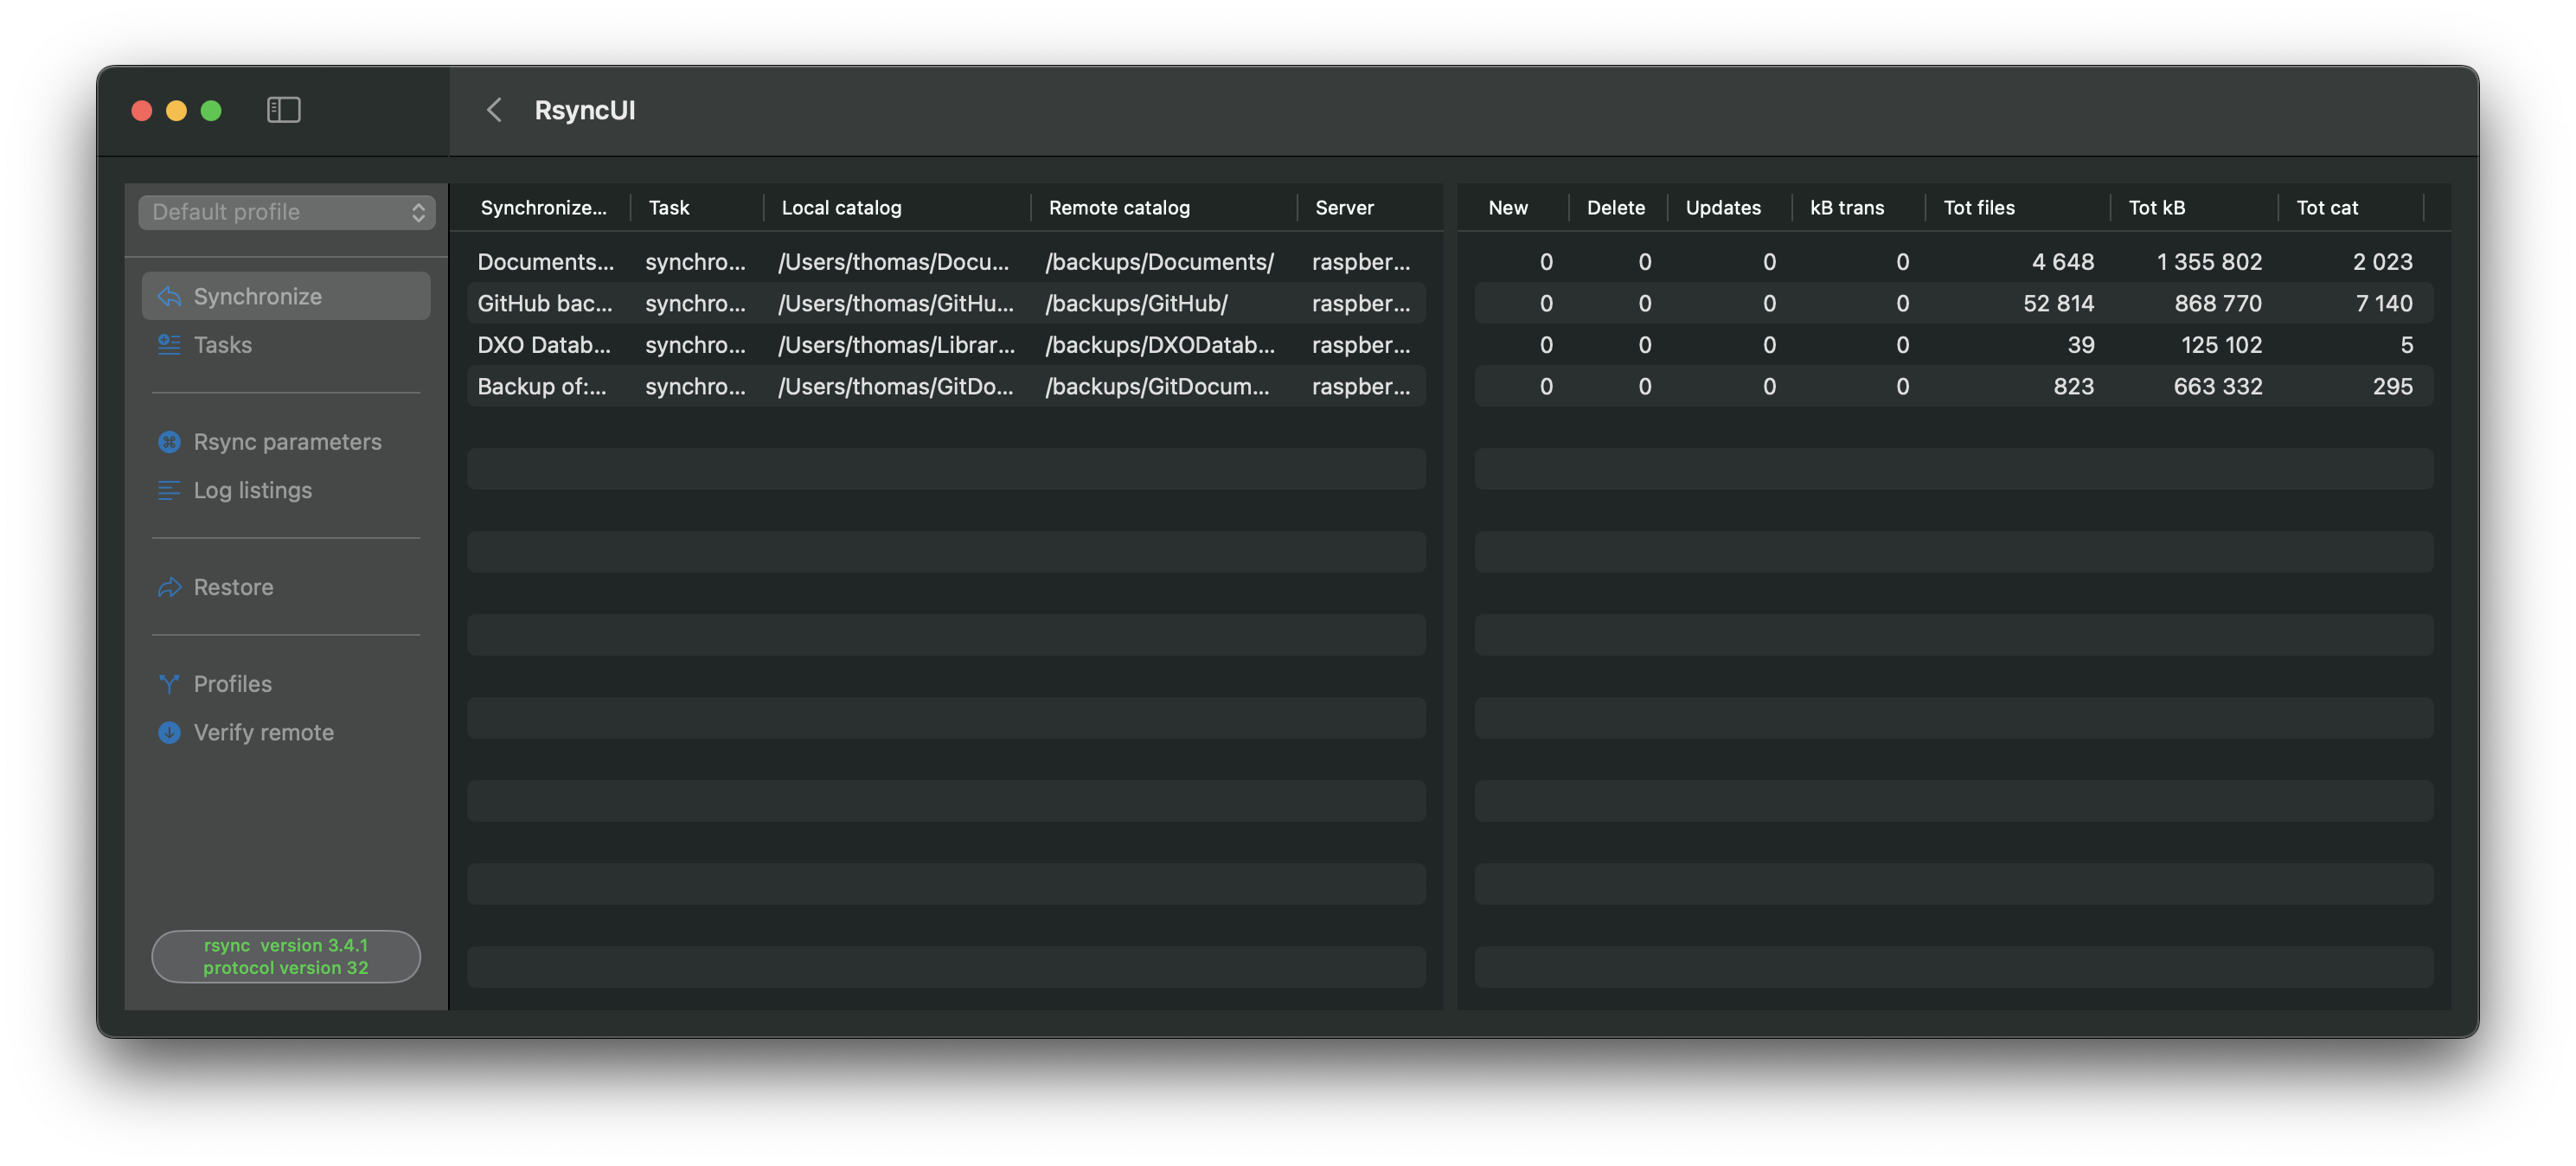 RsyncUI
Default profile
Synchronize
Tasks
Rsync parameters
Log listings
Restore
Profiles
Verify remote
rsync  version 3.4.1
protocol version 32
Synchronize... Task Local catalog Remote catalog Server
Documents... synchro... /Users/thomas/Docu... /backups/Documents/ raspber...
GitHub bac... synchro... /Users/thomas/GitHu... /backups/GitHub/ raspber...
DXO Datab... synchro... /Users/thomas/Librar... /backups/DXODatab... raspber...
Backup of:... synchro... /Users/thomas/GitDo... /backups/GitDocum... raspber...
New Delete Updates kB trans Tot files Tot kB Tot cat
0 0 0 0 4 648 1 355 802 2 023
0 0 0 0 52 814 868 770 7 140
0 0 0 0 39 125 102 5
0 0 0 0 823 663 332 295